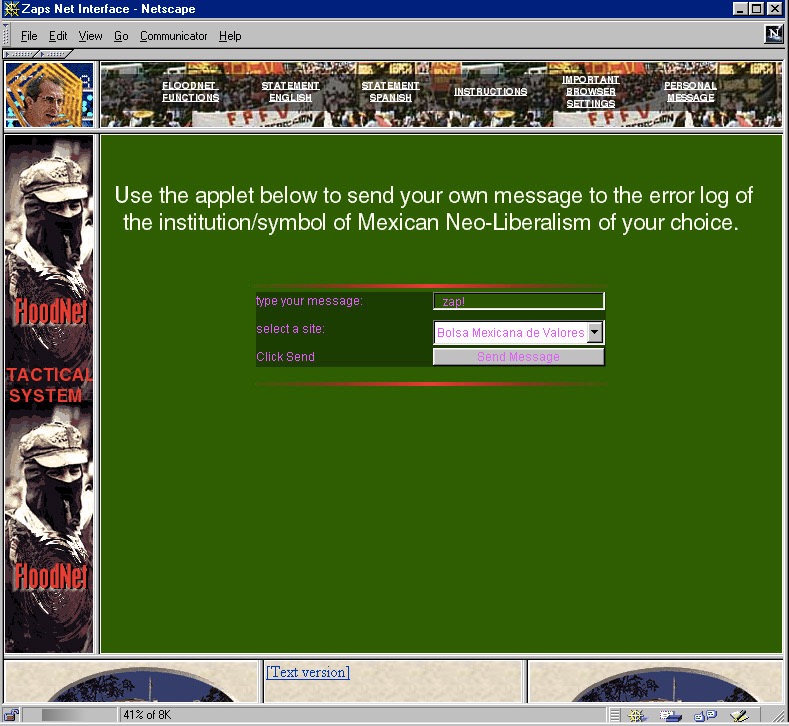 Zaps Net Interface - Netscape
File Edit View Go Communicator Help
N
FLOODNET FUNCTIONS
STATEMENT ENGLISH
STATEMENT SPANISH
INSTRUCTIONS
IMPORTANT BROWSER SETTINGS
PERSONAL MESSAGE
FPFV
FPFV
FloodNet
TACTICAL
SYSTEM
FloodNet
Use the applet below to send your own message to the error log of
the institution/symbol of Mexican Neo-Liberalism of your choice.
type your message: zap!
select a site: Bolsa Mexicana de Valores
Click Send Send Message
[Text version]
41% of 8K